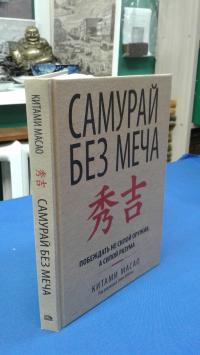 САМУРАЙ
БЕЗ МЕЧА
秀吉
ПОБЕЖДАТЬ НЕ СИЛОЙ ОРУЖИЯ,
А СИЛОЙ РАЗУМА
КИТАМИ МАСАО
КИТАМИ МАСАО 秀吉 САМУРАЙ БЕЗ МЕЧА